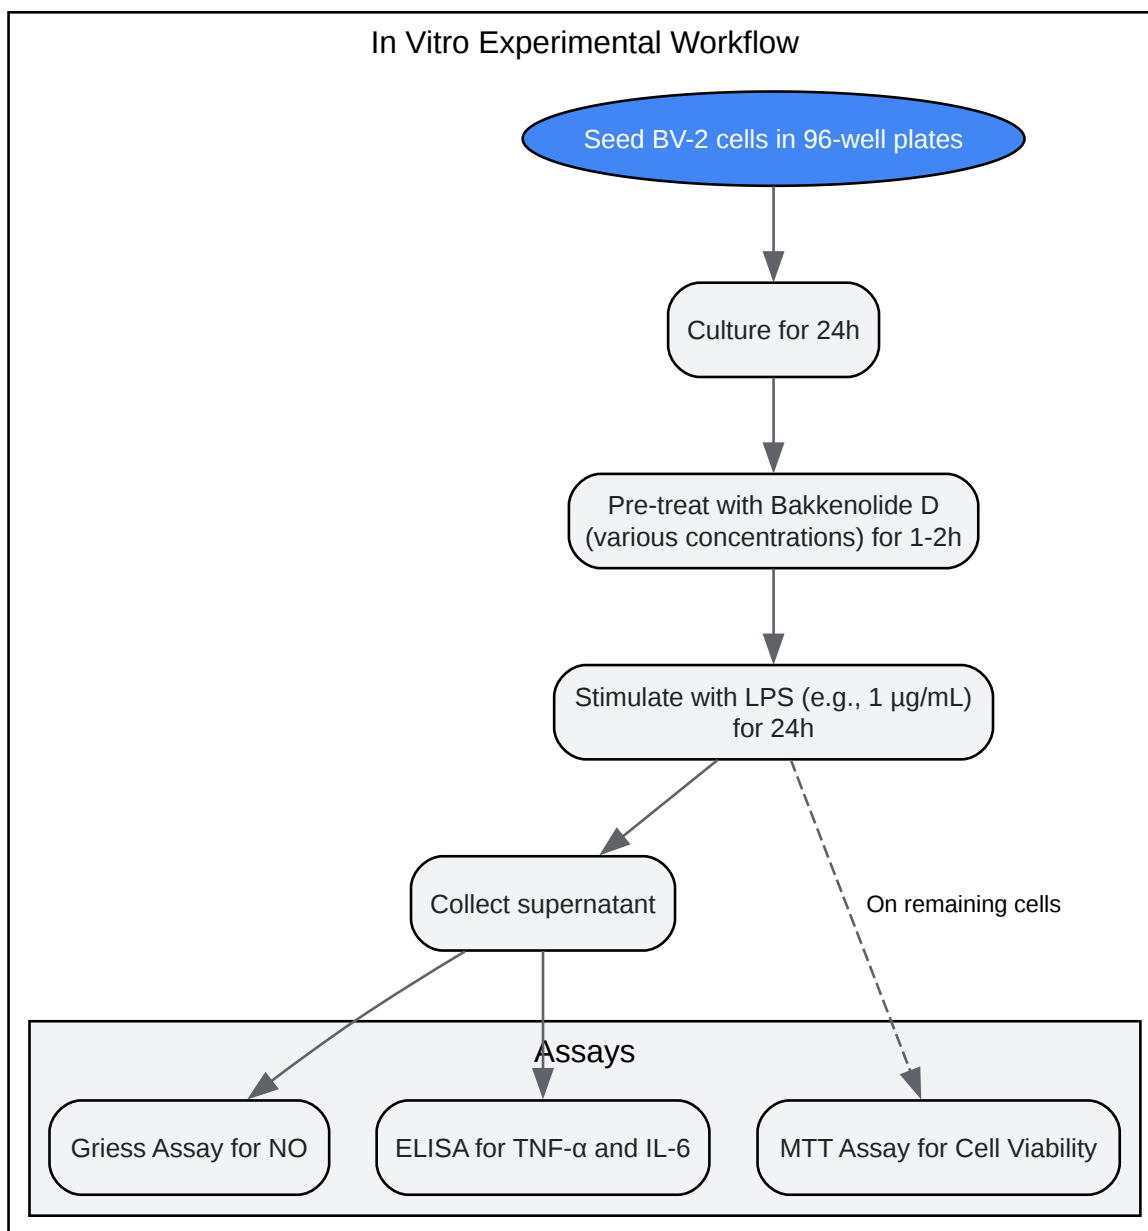 In Vitro Experimental Workflow
Seed BV-2 cells in 96-well plates
Culture for 24h
Pre-treat with Bakkenolide D
(various concentrations) for 1-2h
Stimulate with LPS (e.g., 1 µg/mL)
for 24h
Collect supernatant
On remaining cells
Assays
Griess Assay for NO
ELISA for TNF-α and IL-6
MTT Assay for Cell Viability